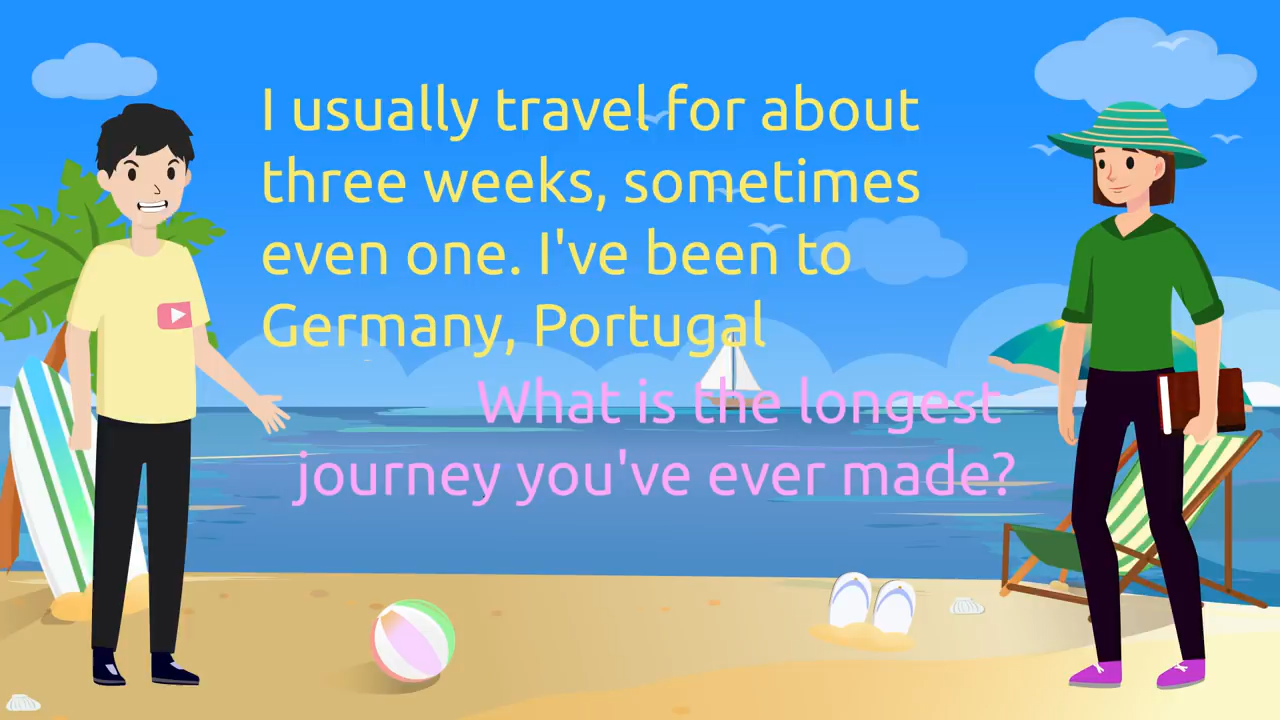 I usually travel for about
three weeks, sometimes
even one. I've been to
Germany, Portugal
What is the longest
journey you've ever made?